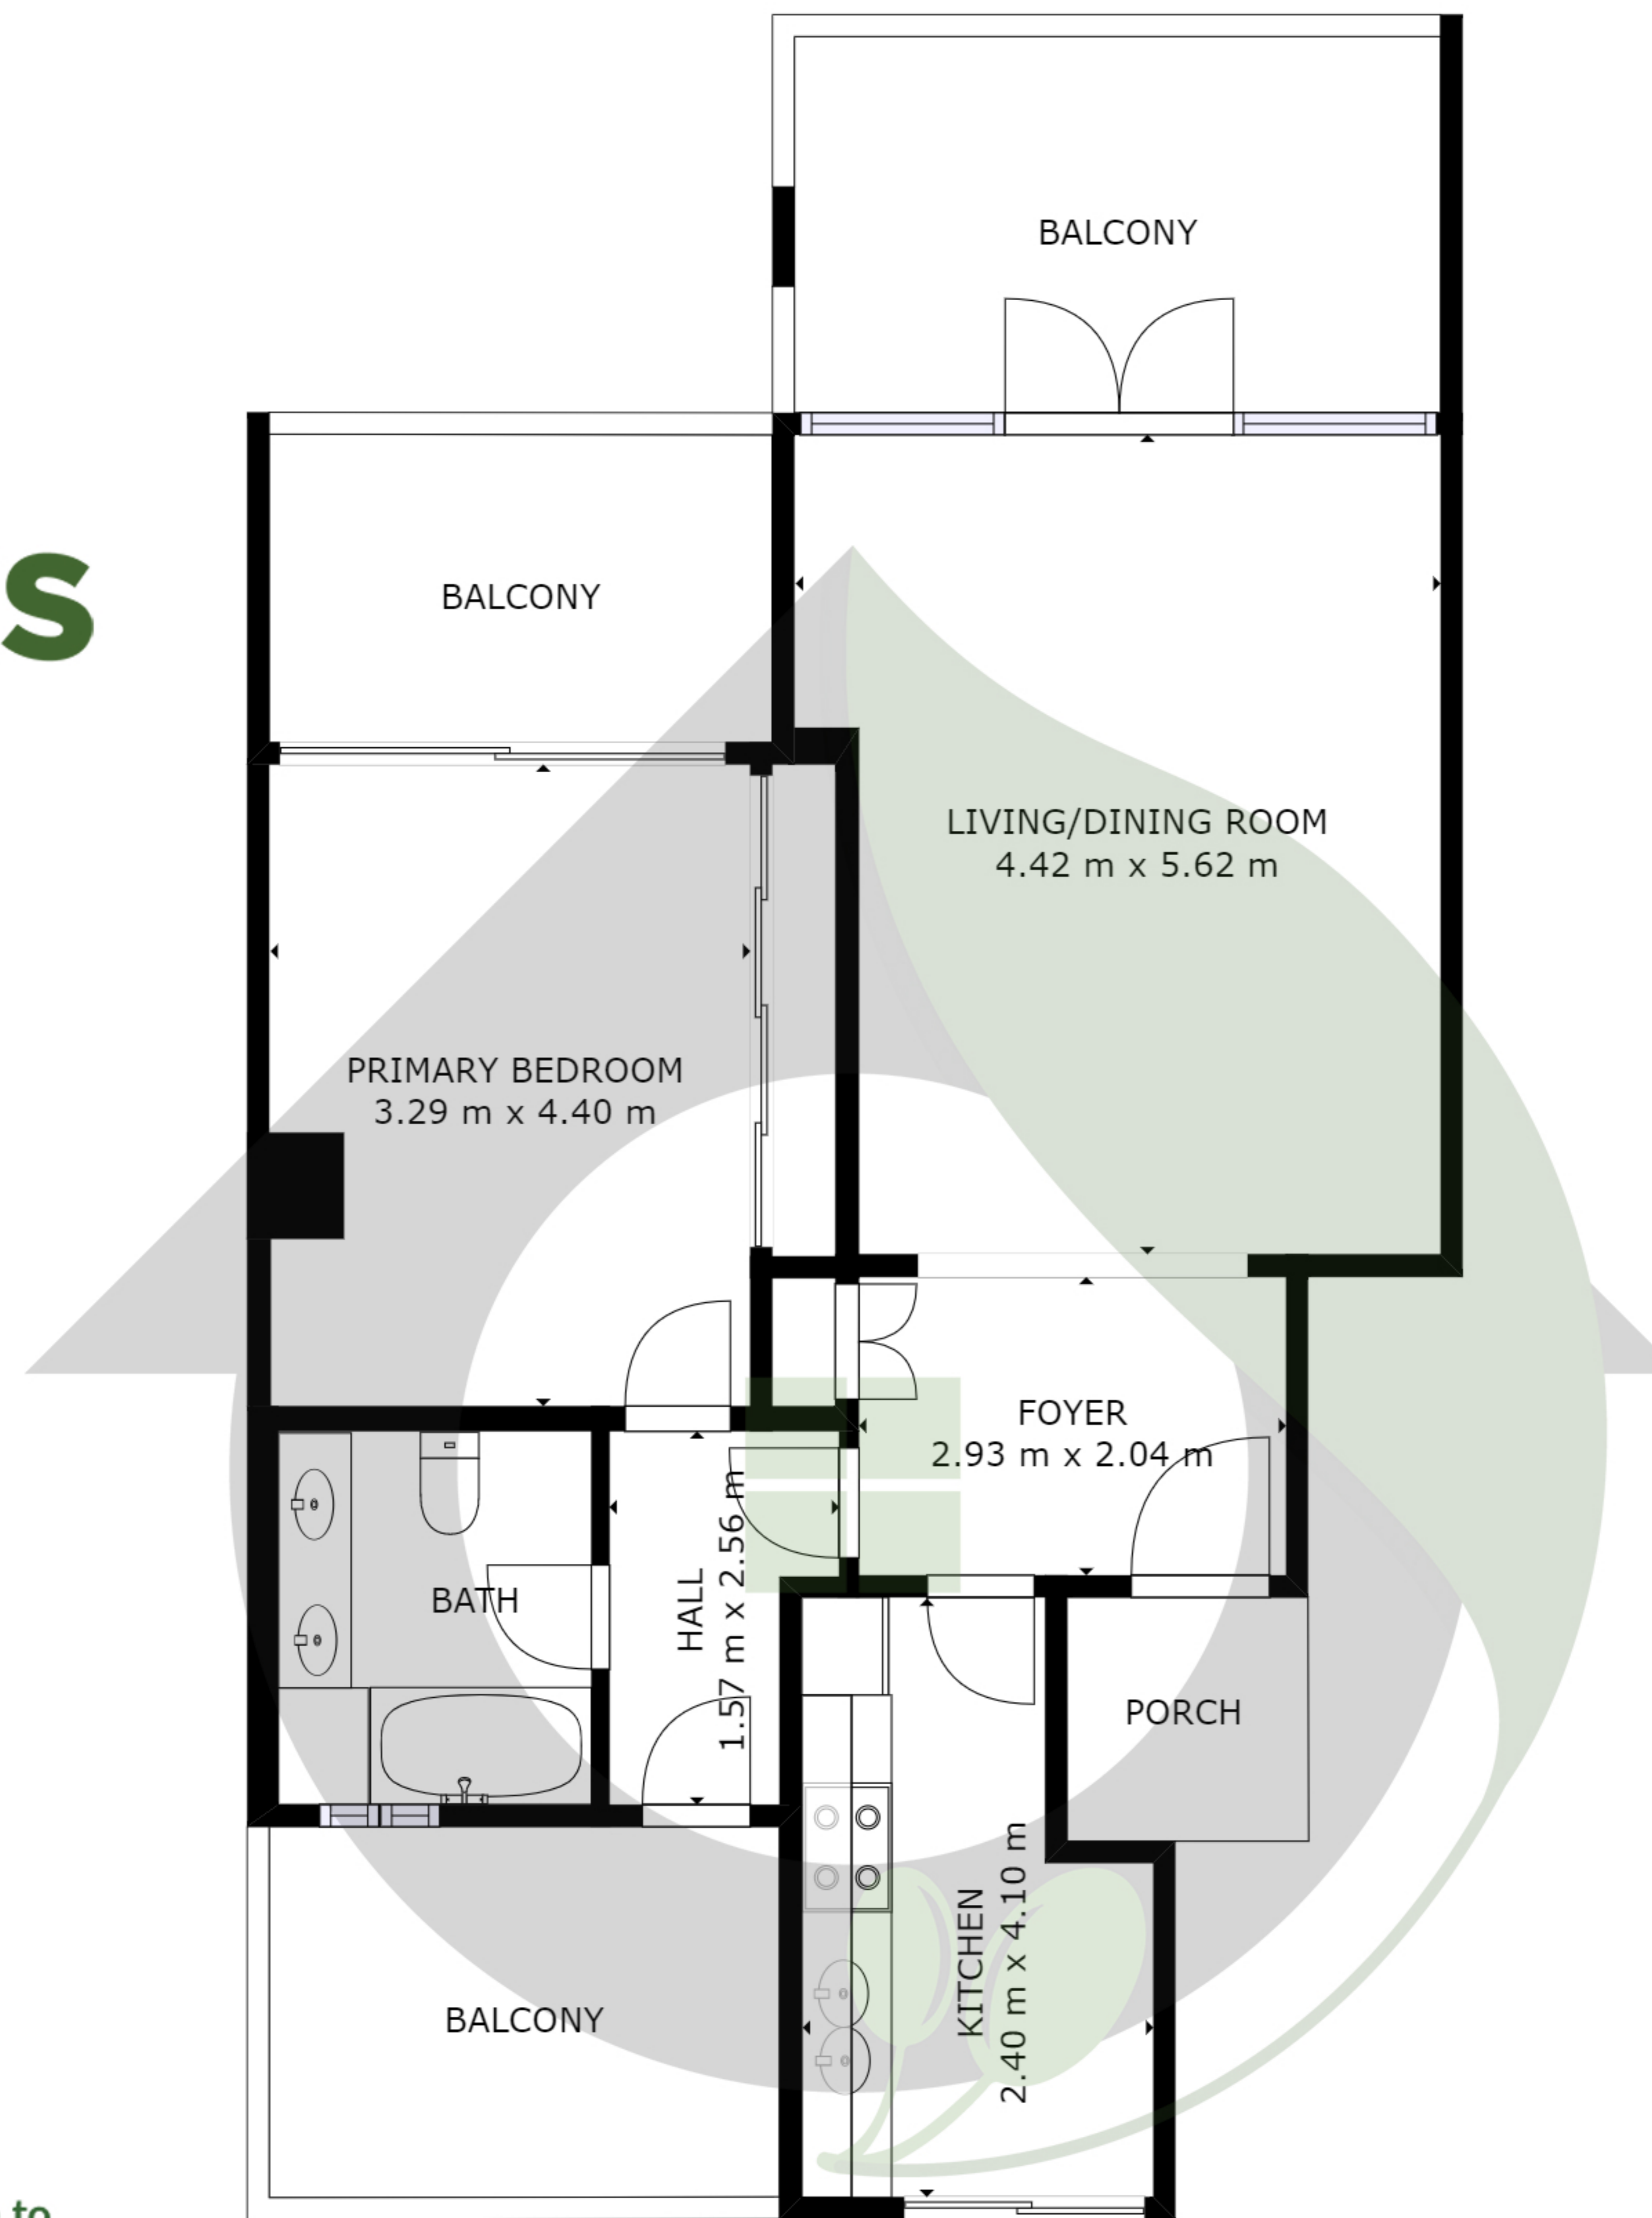 BALCONY
S
BALCONY
LIVING/DINING ROOM
4.42 m x 5.62 m
PRIMARY BEDROOM
3.29 m x 4.40 m
FOYER
2.93 m x 2.04 m
BATH
HALL
1.57 m x 2.56 m
PORCH
KITCHEN
2.40 m x 4.10 m
BALCONY
to